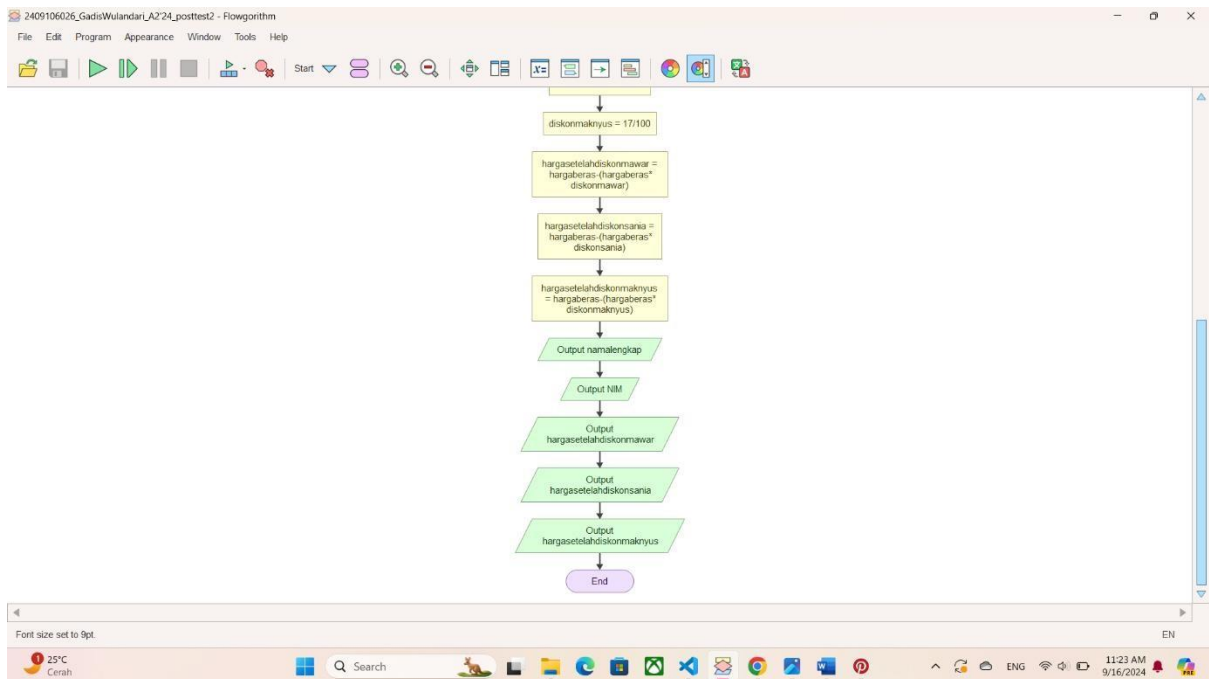 2409106026_GadisWulandari_A2'24_posttest2 - Flowgorithm
File Edit Program Appearance Window Tools Help
Start
diskonmaknyus = 17/100
hargasetelahdiskonmawar =
hargaberas-(hargaberas*
diskonmawar)
hargasetelahdiskonsania =
hargaberas-(hargaberas*
diskonsania)
hargasetelahdiskonmaknyus
= hargaberas-(hargaberas*
diskonmaknyus)
Output namalengkap
Output NIM
Output
hargasetelahdiskonmawar
Output
hargasetelahdiskonsania
Output
hargasetelahdiskonmaknyus
End
Font size set to 9pt.
EN
1
25°C
Cerah
Search
ENG
11:23 AM
9/16/2024
PRE